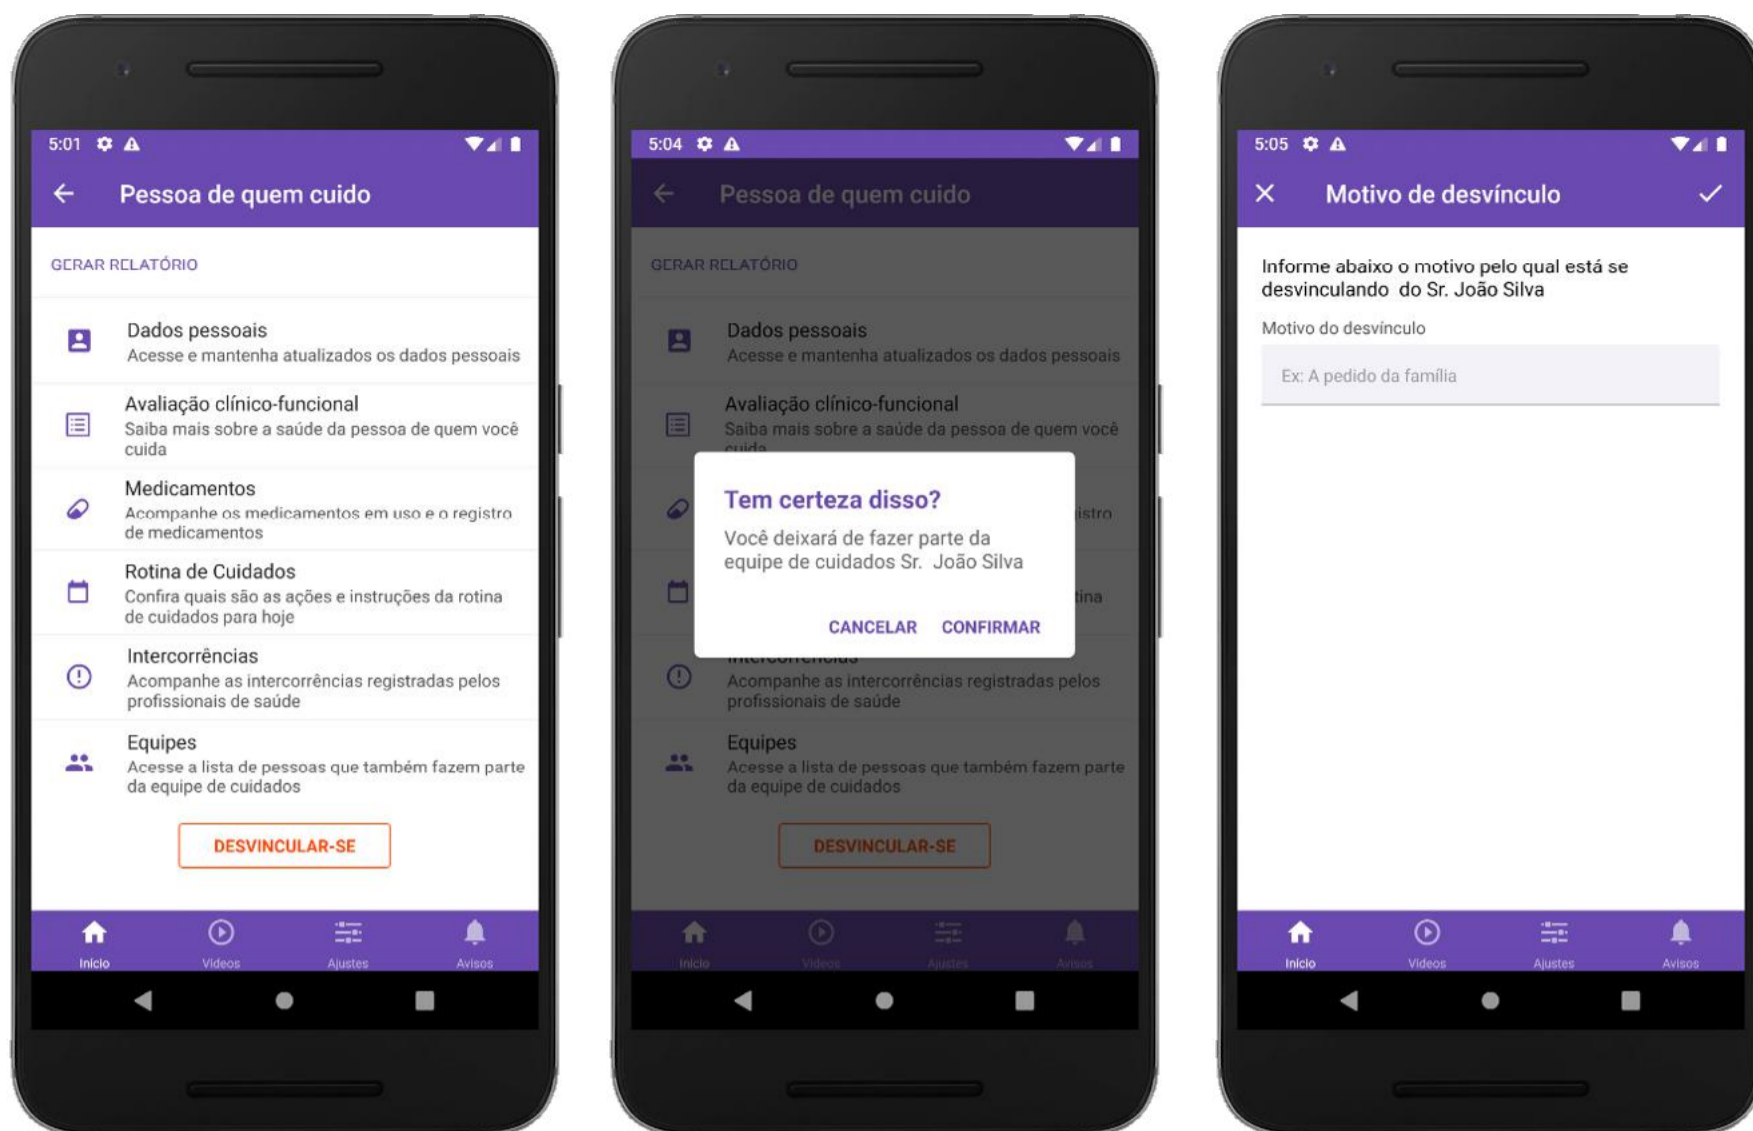 5:01
Pessoa de quem cuido
GERAR RELATÓRIO
Dados pessoais
Acesse e mantenha atualizados os dados pessoais
Avaliação clínico-funcional
Saiba mais sobre a saúde da pessoa de quem você
cuida
Medicamentos
Acompanhe os medicamentos em uso e o registro
de medicamentos
Rotina de Cuidados
Confira quais são as ações e instruções da rotina
de cuidados para hoje
Intercorrências
Acompanhe as intercorrências registradas pelos
profissionais de saúde
Equipes
Acesse a lista de pessoas que também fazem parte
da equipe de cuidados
DESVINCULAR-SE
Início Vídeos Ajustes Avisos
5:04
Pessoa de quem cuido
GERAR RELATÓRIO
Dados pessoais
Acesse e mantenha atualizados os dados pessoais
Avaliação clínico-funcional
Saiba mais sobre a saúde da pessoa de quem você
cuida
Tem certeza disso?
istro
Você deixará de fazer parte da
equipe de cuidados Sr. João Silva
tina
CANCELAR CONFIRMAR
Intercorrências
Acompanhe as intercorrências registradas pelos
profissionais de saúde
Equipes
Acesse a lista de pessoas que também fazem parte
da equipe de cuidados
DESVINCULAR-SE
Início Vídeos Ajustes Avisos
5:05
Motivo de desvínculo
Informe abaixo o motivo pelo qual está se
desvinculando do Sr. João Silva
Motivo do desvínculo
Ex: A pedido da família
Início Vídeos Ajustes Avisos